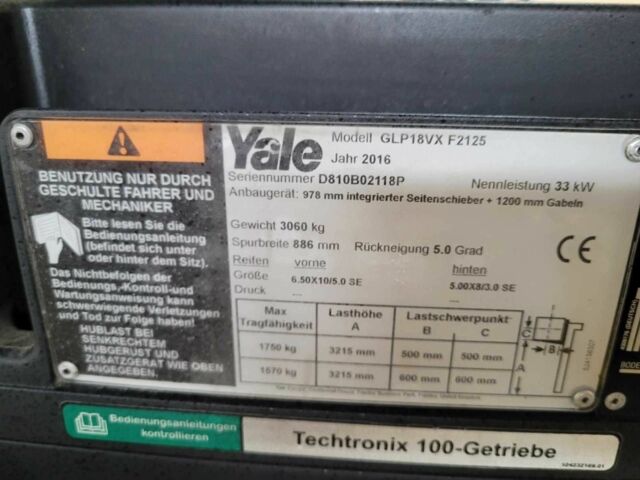 BENUTZUNG NUR DURCH
GESCHULTE FAHRER UND
MECHANIKER
Bitte lesen Sie die
Bedienungsanleitung
(befindet sich unter
oder hinter dem Sitz).
Das Nichtbefolgen der
Bedienungs,-Kontroll-und
Wartungsanweisung kann
schwerwiegende Verletzungen
und Tod zur Folge haben!
HUBLAST BEI
SENKRECHTEM
HUBGERÜST UND
ZUSATZGERÄT WIE OBEN
ANGEGEBEN.
Yale Modell GLP18VX F2125
Jahr 2016
Seriennummer D810B02118P Nennleistung 33 kW
Anbaugerät: 978 mm integrierter Seitenschieber + 1200 mm Gabeln
Gewicht 3060 kg
Spurbreite 886 mm Rückneigung 5.0 Grad
Reifen vorne hinten
Größe 6.50X10/5.0 SE 5.00X8/3.0 SE
Druck --- ---
Max Tragfähigkeit Lasthöhe A Lastschwerpunkt B C
1750 kg 3215 mm 500 mm 500 mm
1570 kg 3215 mm 600 mm 600 mm
C
B
A
CE
Bedienungsanleitungen
kontrollieren
Techtronix 100-Getriebe